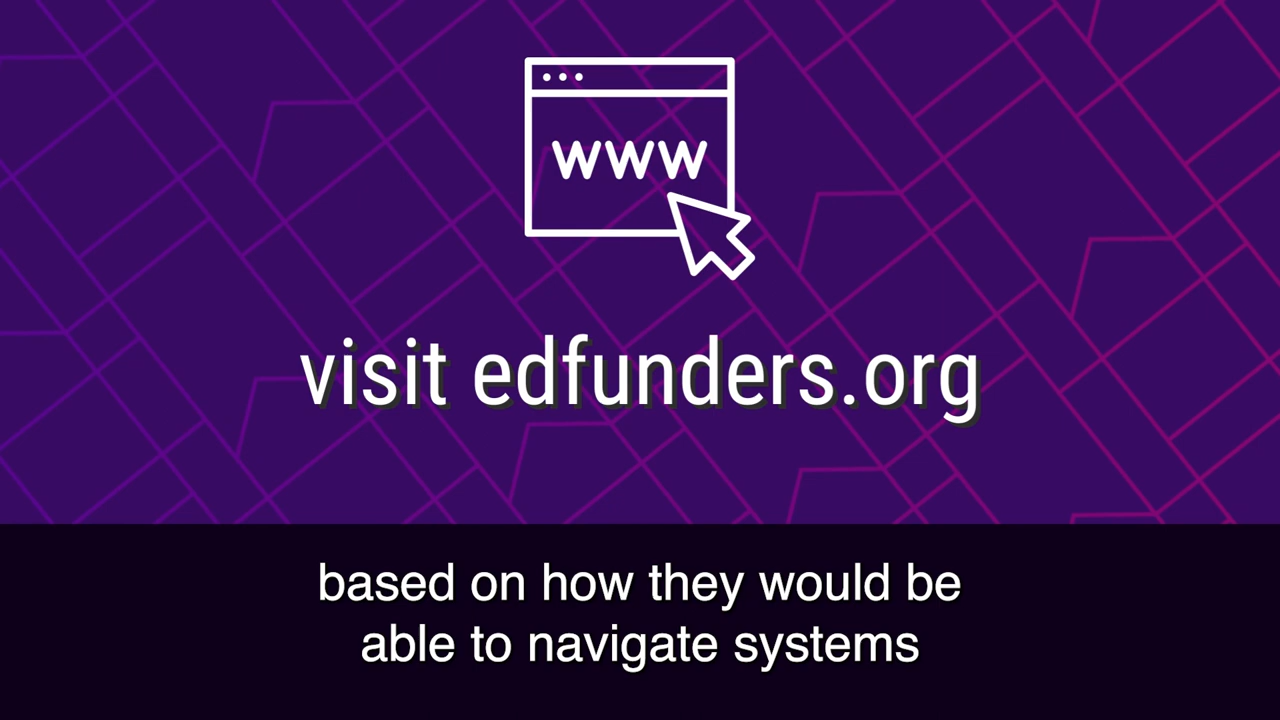 www
visit edfunders.org
based on how they would be
able to navigate systems